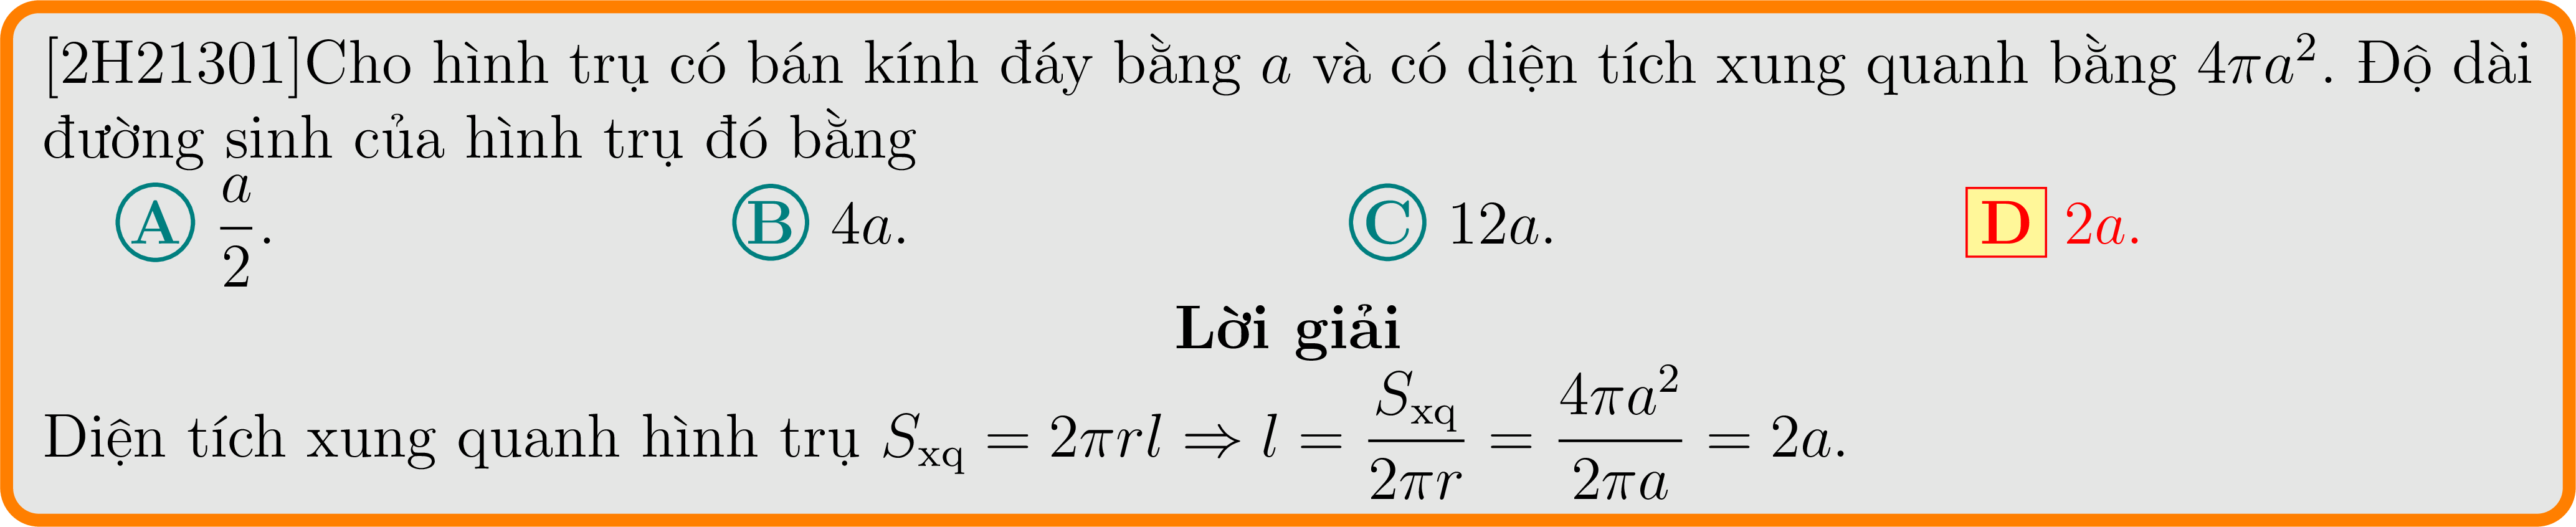 [2H21301]Cho hình trụ có bán kính đáy bằng $a$ và có diện tích xung quanh bằng $4\pi a^2$. Độ dài
đường sinh của hình trụ đó bằng
A $\dfrac{a}{2}$. B $4a$. C $12a$. D $2a$.
Lời giải
Diện tích xung quanh hình trụ $S_{\text{xq}} = 2\pi rl \Rightarrow l = \dfrac{S_{\text{xq}}}{2\pi r} = \dfrac{4\pi a^2}{2\pi a} = 2a$.